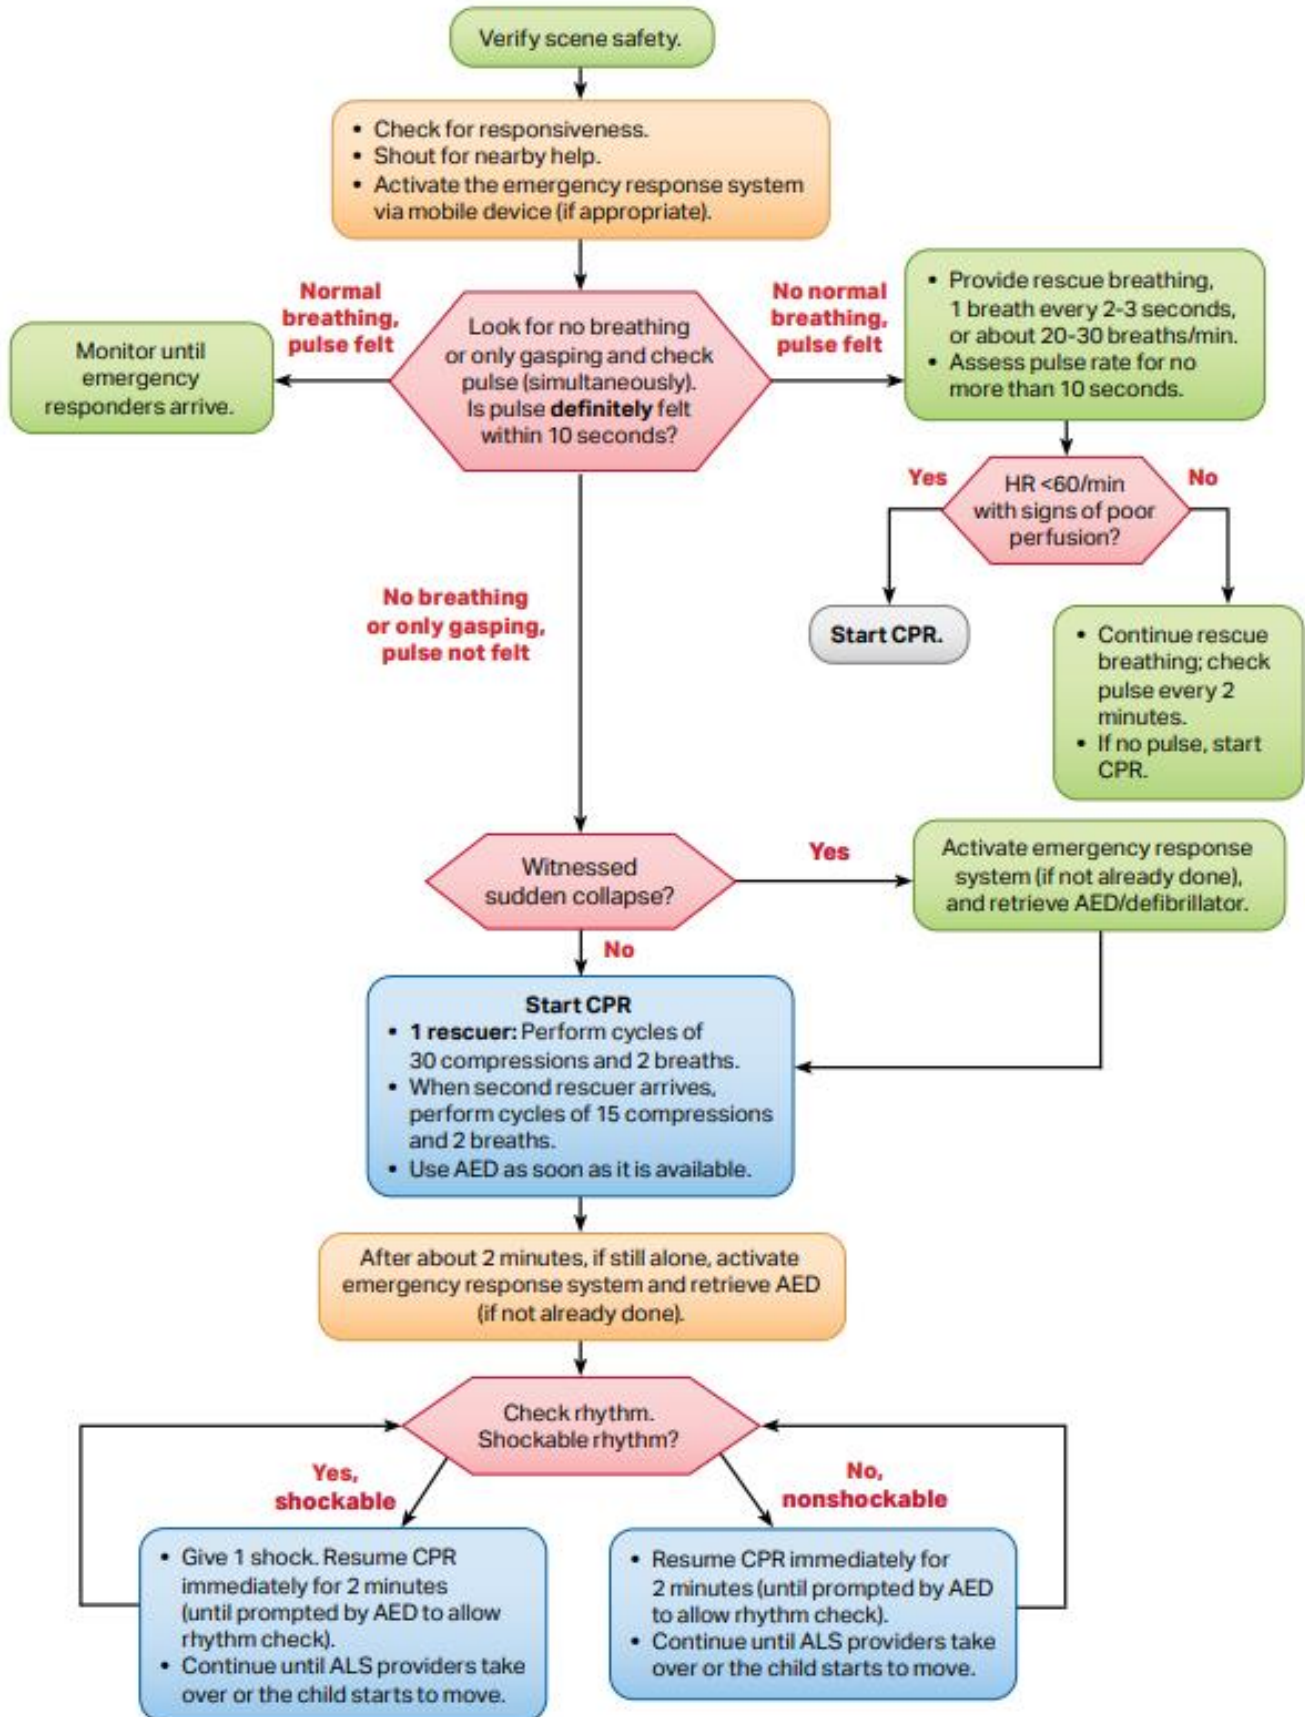 Verify scene safety.
• Check for responsiveness.
• Shout for nearby help.
• Activate the emergency response system
via mobile device (if appropriate).
Normal
breathing,
pulse felt
Look for no breathing
or only gasping and check
pulse (simultaneously).
Is pulse definitely felt
within 10 seconds?
No normal
breathing,
pulse felt
Monitor until
emergency
responders arrive.
• Provide rescue breathing,
1 breath every 2-3 seconds,
or about 20-30 breaths/min.
• Assess pulse rate for no
more than 10 seconds.
Yes
HR <60/min
with signs of poor
perfusion?
No
Start CPR.
• Continue rescue
breathing; check
pulse every 2
minutes.
• If no pulse, start
CPR.
No breathing
or only gasping,
pulse not felt
Witnessed
sudden collapse?
Yes
Activate emergency response
system (if not already done),
and retrieve AED/defibrillator.
No
Start CPR
• 1 rescuer: Perform cycles of
30 compressions and 2 breaths.
• When second rescuer arrives,
perform cycles of 15 compressions
and 2 breaths.
• Use AED as soon as it is available.
After about 2 minutes, if still alone, activate
emergency response system and retrieve AED
(if not already done).
Check rhythm.
Shockable rhythm?
Yes,
shockable
No,
nonshockable
• Give 1 shock. Resume CPR
immediately for 2 minutes
(until prompted by AED to allow
rhythm check).
• Continue until ALS providers take
over or the child starts to move.
• Resume CPR immediately for
2 minutes (until prompted by AED
to allow rhythm check).
• Continue until ALS providers take
over or the child starts to move.